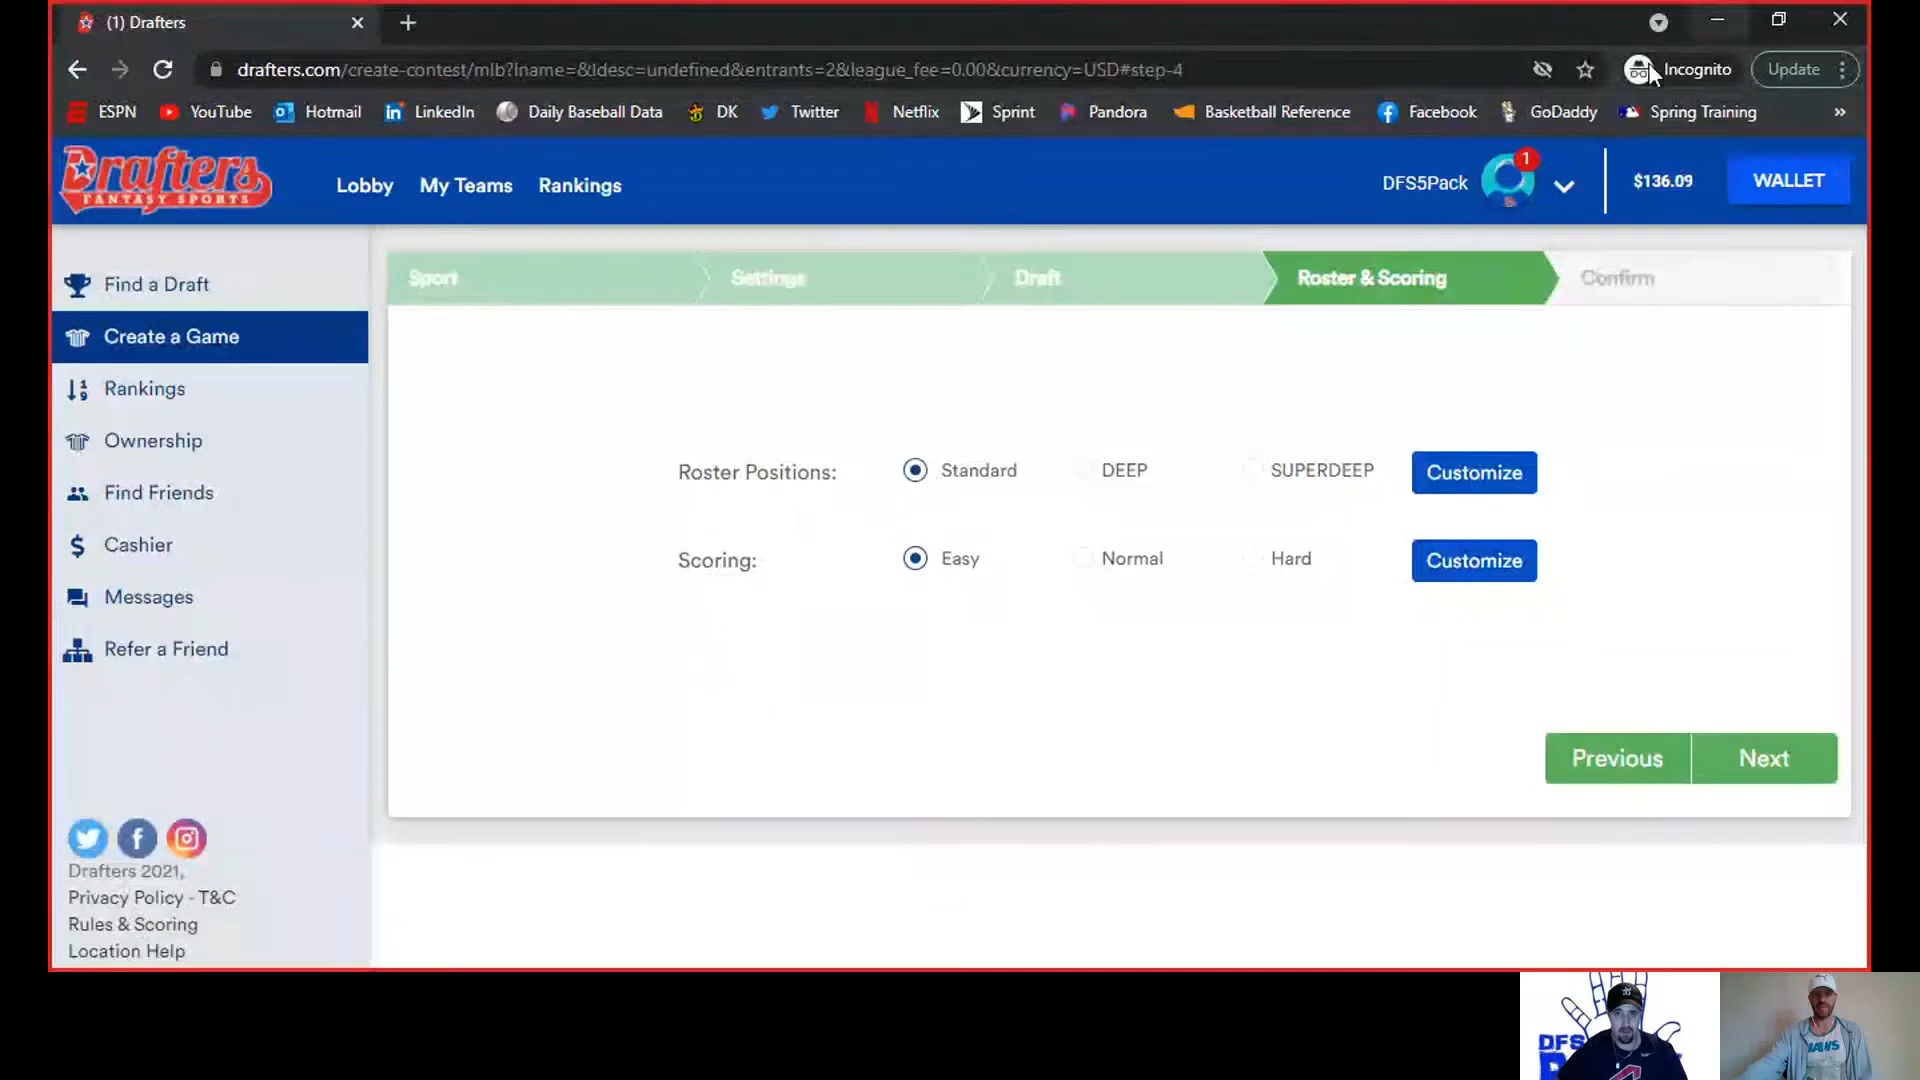 (1) Drafters
drafters.com/create-contest/mlb?lname=&ldesc=undefined&entrants=2&league_fee=0.00&currency=USD#step-4
Incognito
Update
ESPN YouTube Hotmail LinkedIn Daily Baseball Data DK Twitter Netflix Sprint Pandora Basketball Reference Facebook GoDaddy Spring Training »
Drafters
FANTASY SPORTS
Lobby My Teams Rankings
DFS5Pack
1
$136.09
WALLET
Find a Draft
Create a Game
Rankings
Ownership
Find Friends
Cashier
Messages
Refer a Friend
Sport Settings Draft Roster & Scoring Confirm
Roster Positions: Standard DEEP SUPERDEEP Customize
Scoring: Easy Normal Hard Customize
Previous Next
Drafters 2021,
Privacy Policy - T&C
Rules & Scoring
Location Help
DFS